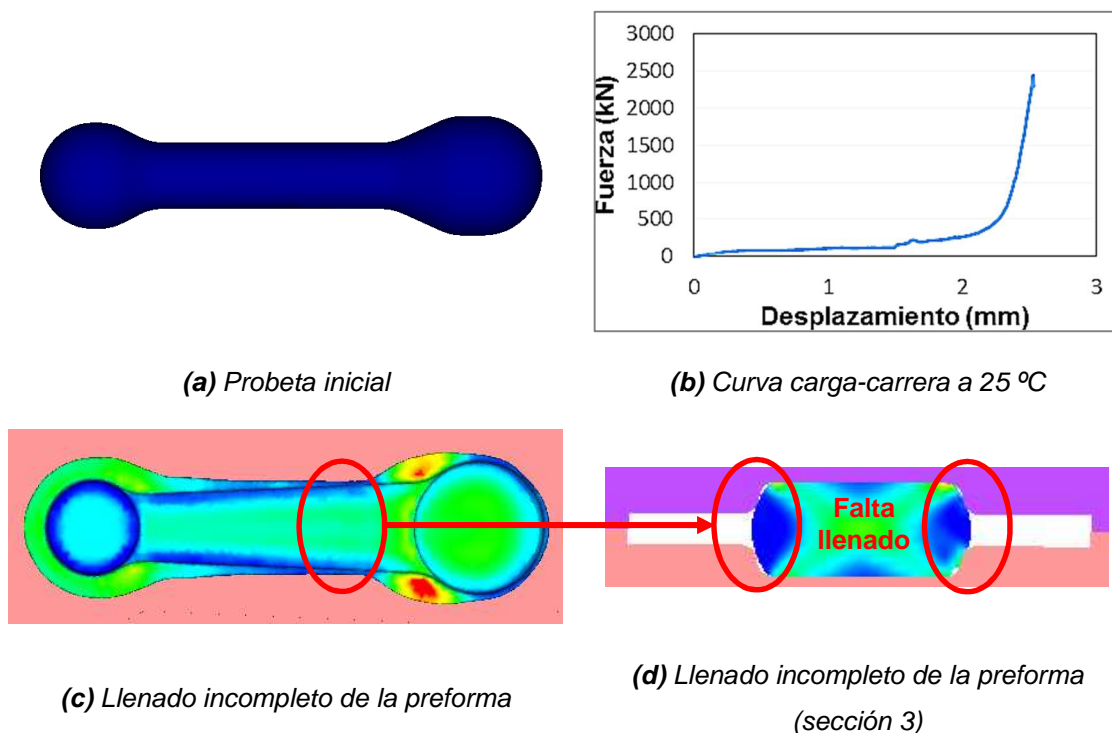 3000
2500
2000
1500
1000
500
0
Fuerza (kN)
0 1 2 3
Desplazamiento (mm)
(a) Probeta inicial
(b) Curva carga-carrera a 25 ºC
Falta
llenado
(c) Llenado incompleto de la preforma
(d) Llenado incompleto de la preforma
(sección 3)